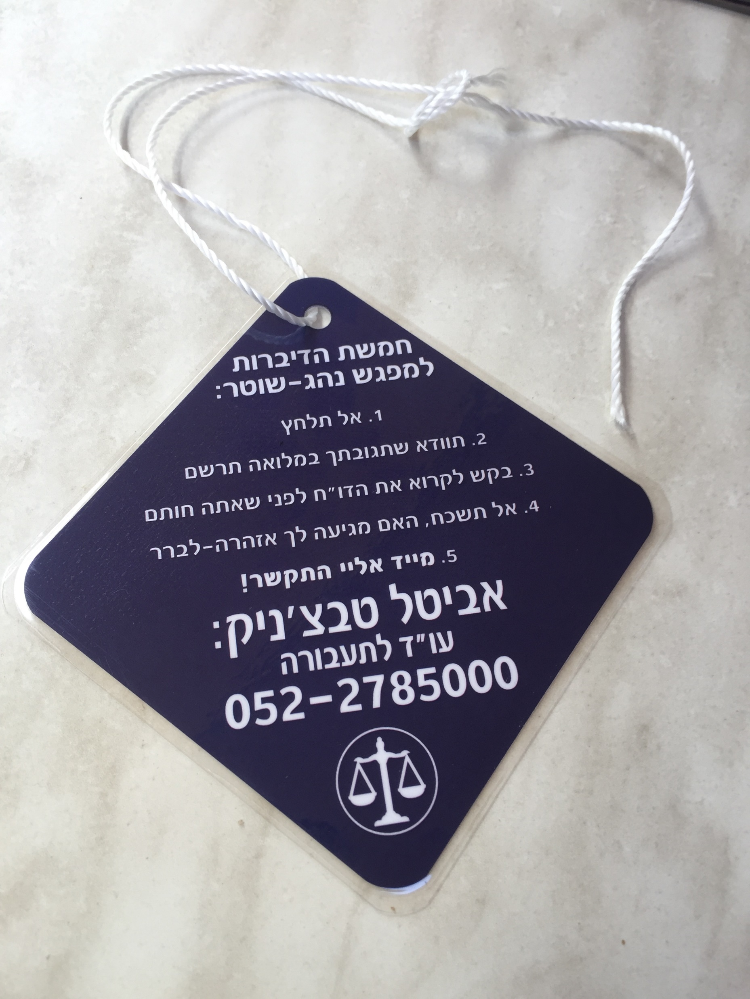 חמשת הדיברות
למפגש נהג-שוטר:
1. אל תלחץ
2. תוודא שתגובתך במלואה תרשם
3. בקש לקרוא את הדו"ח לפני שאתה חותם
4. אל תשכח, האם מגיעה לך אזהרה-לברר
5. מייד אליי התקשר!
אביטל טבצ'ניק:
עו"ד לתעבורה
052-2785000